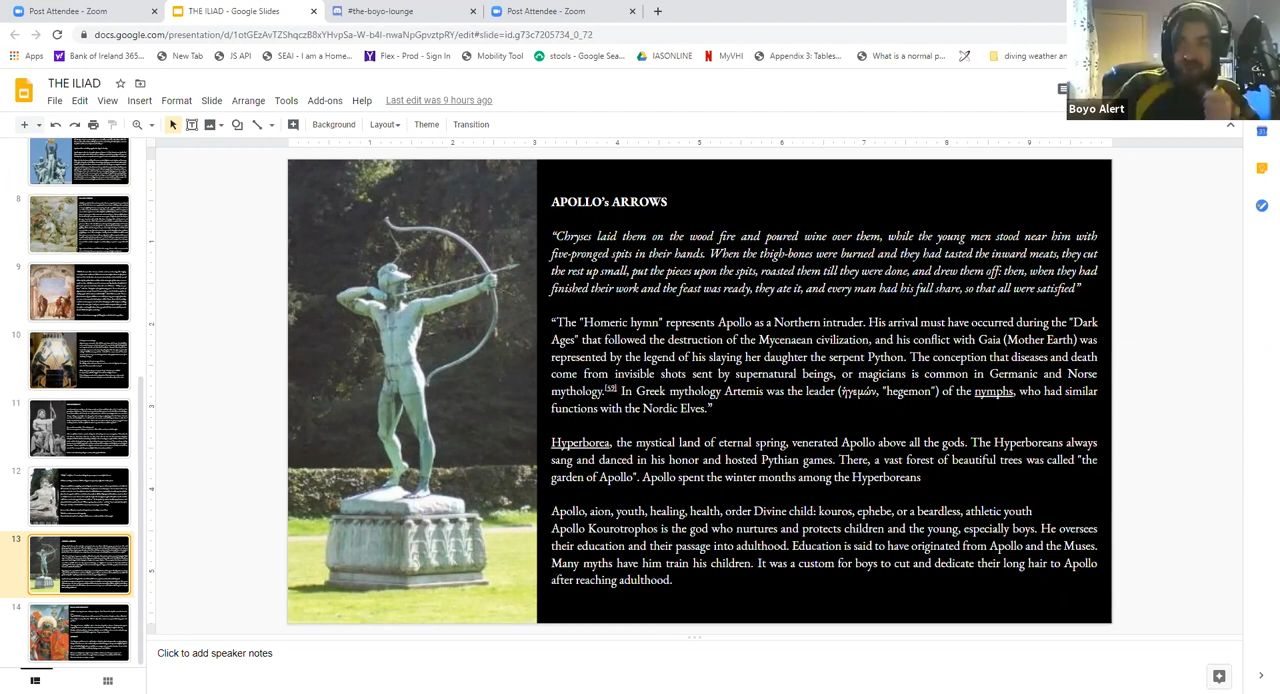 Post Attendee - Zoom
THE ILIAD - Google Slides
#the-boyo-lounge
Post Attendee - Zoom
docs.google.com/presentation/d/1otGEzAvTZShqczB8xYHvpSa-W-b4l-nwaNpGpvztpRY/edit#slide=id.g73c7205734_0_72
Apps
Bank of Ireland 365...
New Tab
JS API
SEAI - I am a Home...
Flex - Prod - Sign In
Mobility Tool
stools - Google Sea...
IASONLINE
MyVHI
Appendix 3: Tables...
What is a normal p...
diving weather an
Boyo Alert
THE ILIAD
File Edit View Insert Format Slide Arrange Tools Add-ons Help Last edit was 9 hours ago
Background Layout Theme Transition
APOLLO's ARROWS
“Chryses laid them on the wood fire and poured wine over them, while the young men stood near him with
five-pronged spits in their hands. When the thigh-bones were burned and they had tasted the inward meats, they cut
the rest up small, put the pieces upon the spits, roasted them till they were done, and drew them off: then, when they had
finished their work and the feast was ready, they ate it, and every man had his full share, so that all were satisfied”
“The "Homeric hymn" represents Apollo as a Northern intruder. His arrival must have occurred during the "Dark
Ages" that followed the destruction of the Mycenaean civilization, and his conflict with Gaia (Mother Earth) was
represented by the legend of his slaying her daughter the serpent Python. The conception that diseases and death
come from invisible shots sent by supernatural beings, or magicians is common in Germanic and Norse
mythology.[59] In Greek mythology Artemis was the leader (ἡγεμών, "hegemon") of the nymphs, who had similar
functions with the Nordic Elves.”
Hyperborea, the mystical land of eternal spring, venerated Apollo above all the gods. The Hyperboreans always
sang and danced in his honor and hosted Pythian games. There, a vast forest of beautiful trees was called "the
garden of Apollo". Apollo spent the winter months among the Hyperboreans
Apollo, aion, youth, healing, health, order Divine child: kouros, ephebe, or a beardless, athletic youth
Apollo Kourotrophos is the god who nurtures and protects children and the young, especially boys. He oversees
their education and their passage into adulthood. Education is said to have originated from Apollo and the Muses.
Many myths have him train his children. It was a custom for boys to cut and dedicate their long hair to Apollo
after reaching adulthood.
8
9
10
11
12
13
14
Click to add speaker